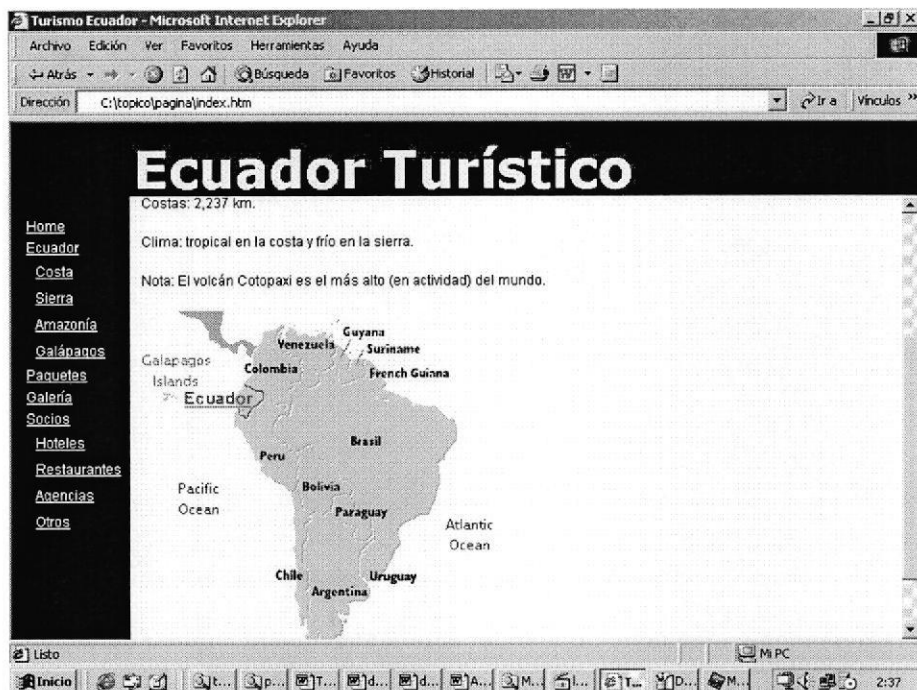 Turismo Ecuador - Microsoft Internet Explorer
Archivo Edición Ver Favoritos Herramientas Ayuda
Atrás Búsqueda Favoritos Historial
Dirección C:\topico\pagina\index.htm Ir a Vínculos »
Ecuador Turístico
Home
Ecuador
Costa
Sierra
Amazonía
Galápagos
Paquetes
Galería
Socios
Hoteles
Restaurantes
Agencias
Otros
Costas: 2,237 km.
Clima: tropical en la costa y frío en la sierra.
Nota: El volcán Cotopaxi es el más alto (en actividad) del mundo.
Guyana
Venezuela
Suriname
Colombia
French Guiana
Galapagos
Islands
Ecuador
Brasil
Peru
Bolivia
Pacific
Ocean
Paraguay
Atlantic
Ocean
Chile
Uruguay
Argentina
Listo Mi PC
Inicio t... p... T... d... d... A... M... I... T... D... M... 2:37